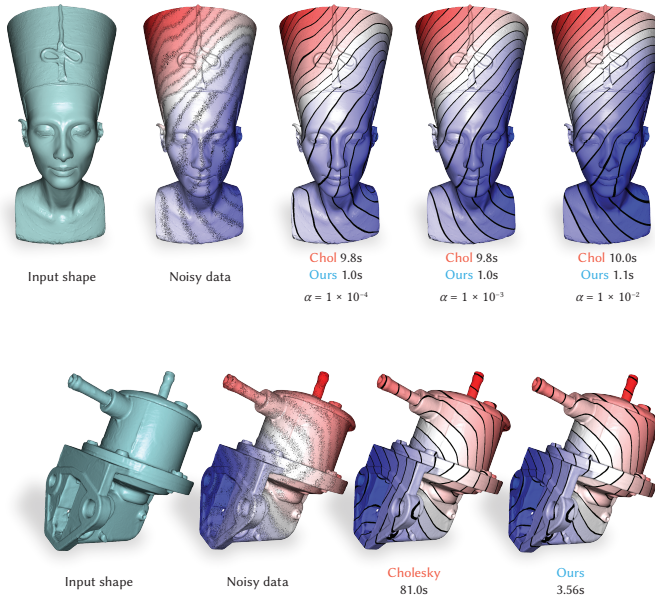 Input shape
Noisy data
Chol 9.8s
Ours 1.0s
α = 1 × 10⁻⁴
Chol 9.8s
Ours 1.0s
α = 1 × 10⁻³
Chol 10.0s
Ours 1.1s
α = 1 × 10⁻²
Input shape
Noisy data
Cholesky
81.0s
Ours
3.56s